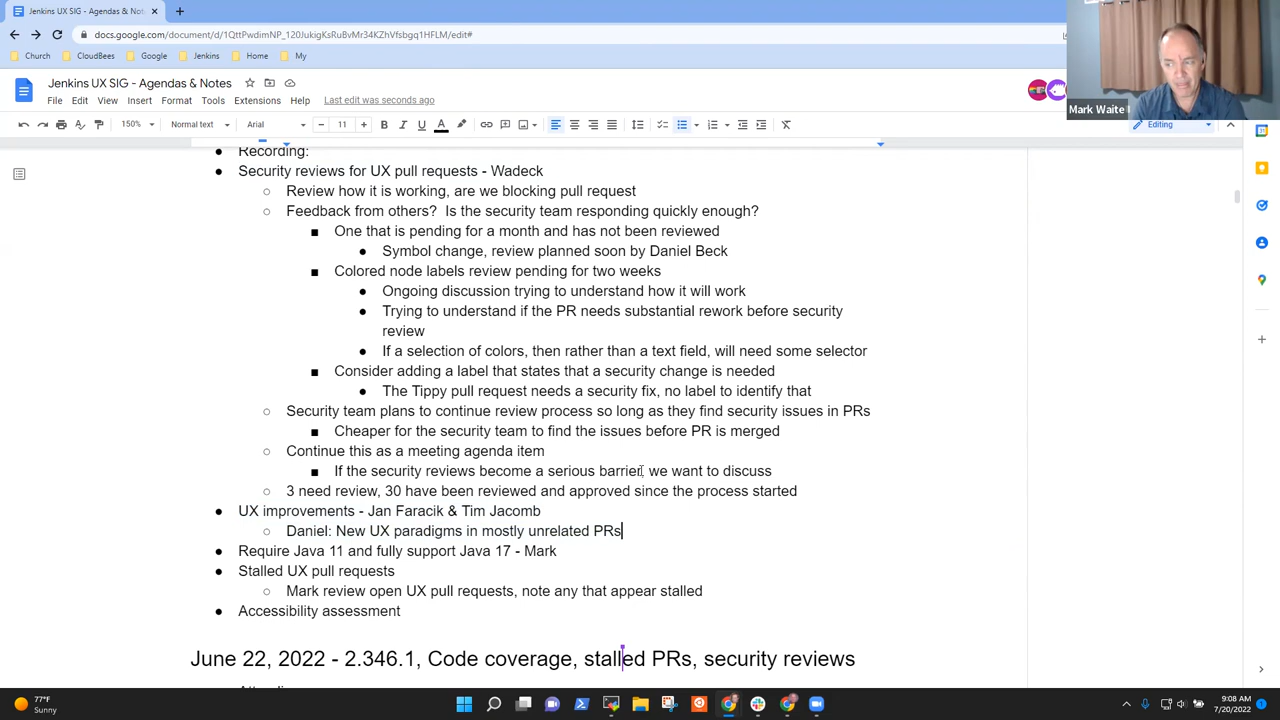 Jenkins UX SIG - Agendas & Notes
docs.google.com/document/d/1QttPwdimNP_120JukigKsRuBvMr34KZhVfsbgq1HFLM/edit#
Church CloudBees Google Jenkins Home My
Jenkins UX SIG - Agendas & Notes
File Edit View Insert Format Tools Extensions Help Last edit was seconds ago
Mark Waite
150% Normal text Arial 11 Editing
Recording:
Security reviews for UX pull requests - Wadeck
Review how it is working, are we blocking pull request
Feedback from others? Is the security team responding quickly enough?
One that is pending for a month and has not been reviewed
Symbol change, review planned soon by Daniel Beck
Colored node labels review pending for two weeks
Ongoing discussion trying to understand how it will work
Trying to understand if the PR needs substantial rework before security
review
If a selection of colors, then rather than a text field, will need some selector
Consider adding a label that states that a security change is needed
The Tippy pull request needs a security fix, no label to identify that
Security team plans to continue review process so long as they find security issues in PRs
Cheaper for the security team to find the issues before PR is merged
Continue this as a meeting agenda item
If the security reviews become a serious barrier, we want to discuss
3 need review, 30 have been reviewed and approved since the process started
UX improvements - Jan Faracik & Tim Jacomb
Daniel: New UX paradigms in mostly unrelated PRs
Require Java 11 and fully support Java 17 - Mark
Stalled UX pull requests
Mark review open UX pull requests, note any that appear stalled
Accessibility assessment
June 22, 2022 - 2.346.1, Code coverage, stalled PRs, security reviews
77°F
Sunny
9:08 AM
7/20/2022